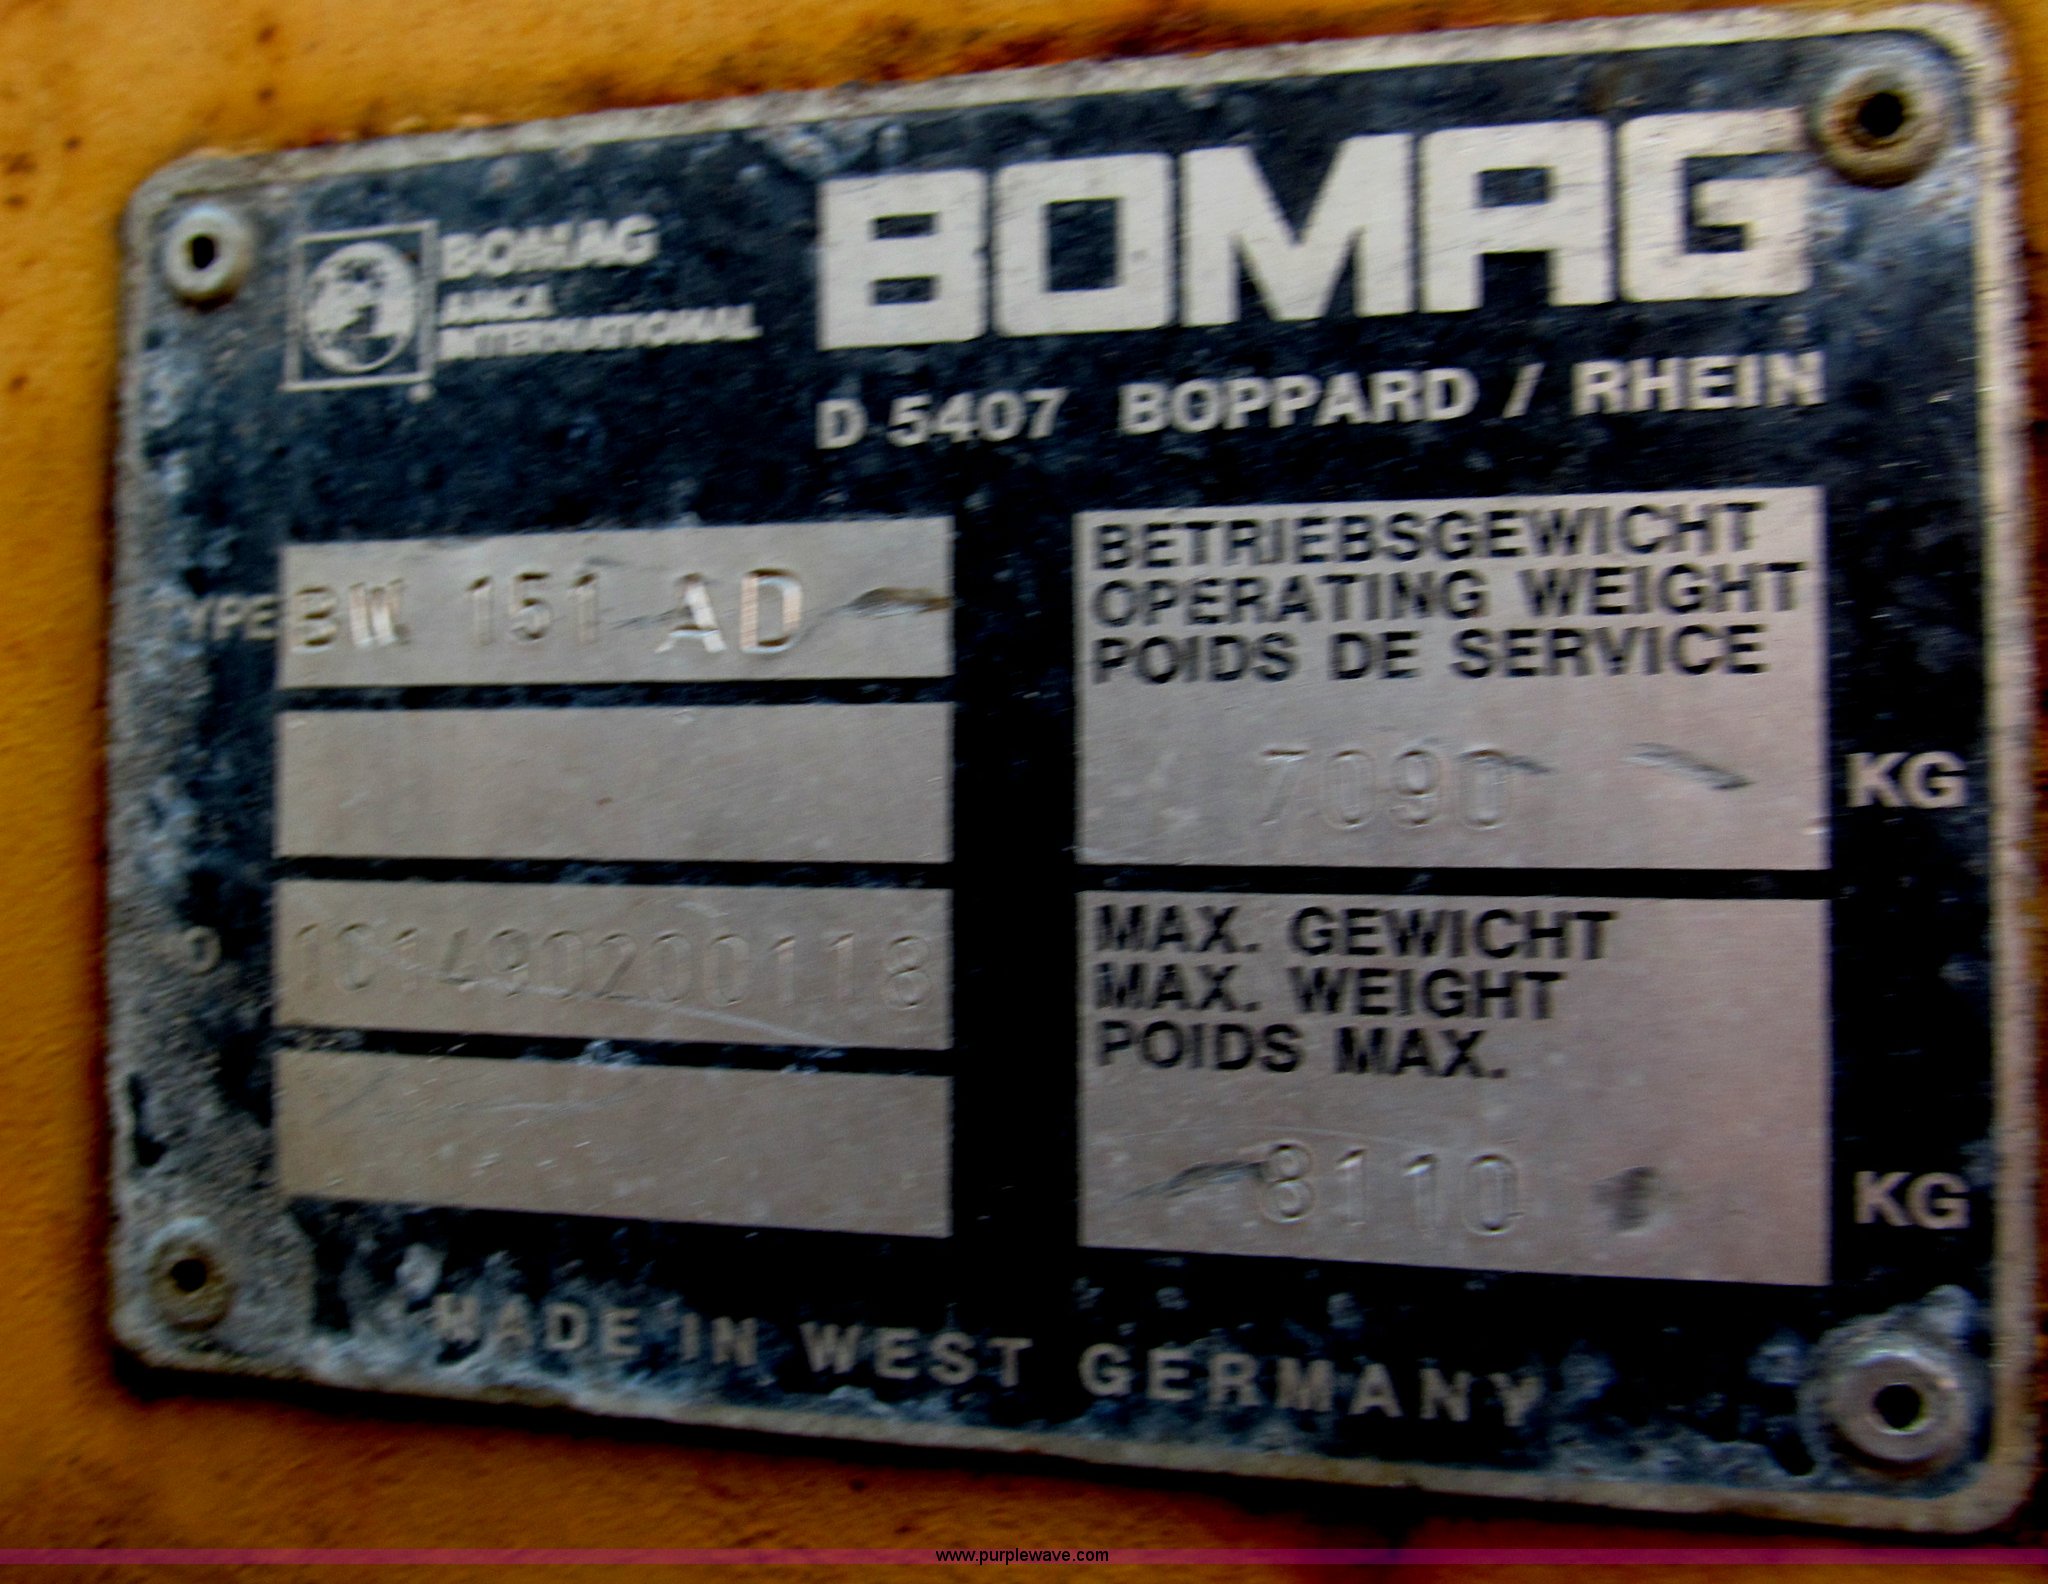 BOMAG
INTERNATIONAL
BOMAG
D 5407 BOPPARD / RHEIN
TYPE BW 151 AD
101490200118
BETRIEBSGEWICHT
OPERATING WEIGHT
POIDS DE SERVICE
7090 KG
MAX. GEWICHT
MAX. WEIGHT
POIDS MAX.
8110 KG
MADE IN WEST GERMANY
www.purplewave.com